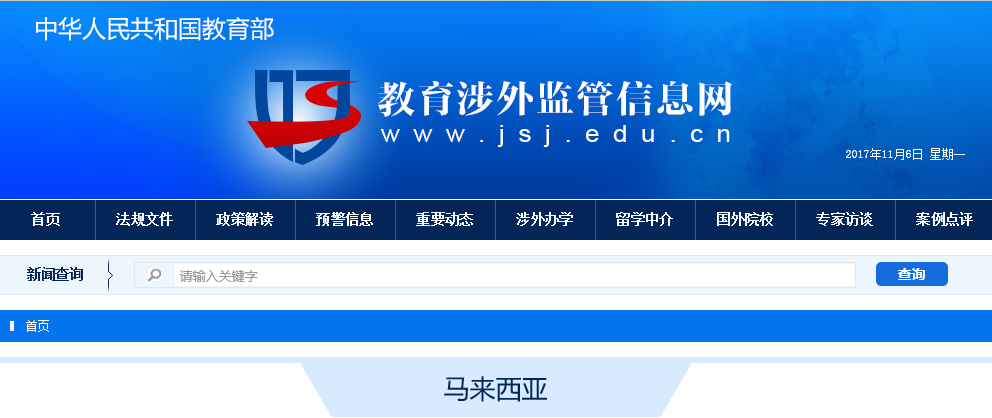 中华人民共和国教育部
教育涉外监管信息网
www.jsj.edu.cn
2017年11月6日 星期一
首页 法规文件 政策解读 预警信息 重要动态 涉外办学 留学中介 国外院校 专家访谈 案例点评
新闻查询 请输入关键字 查询
首页
马来西亚